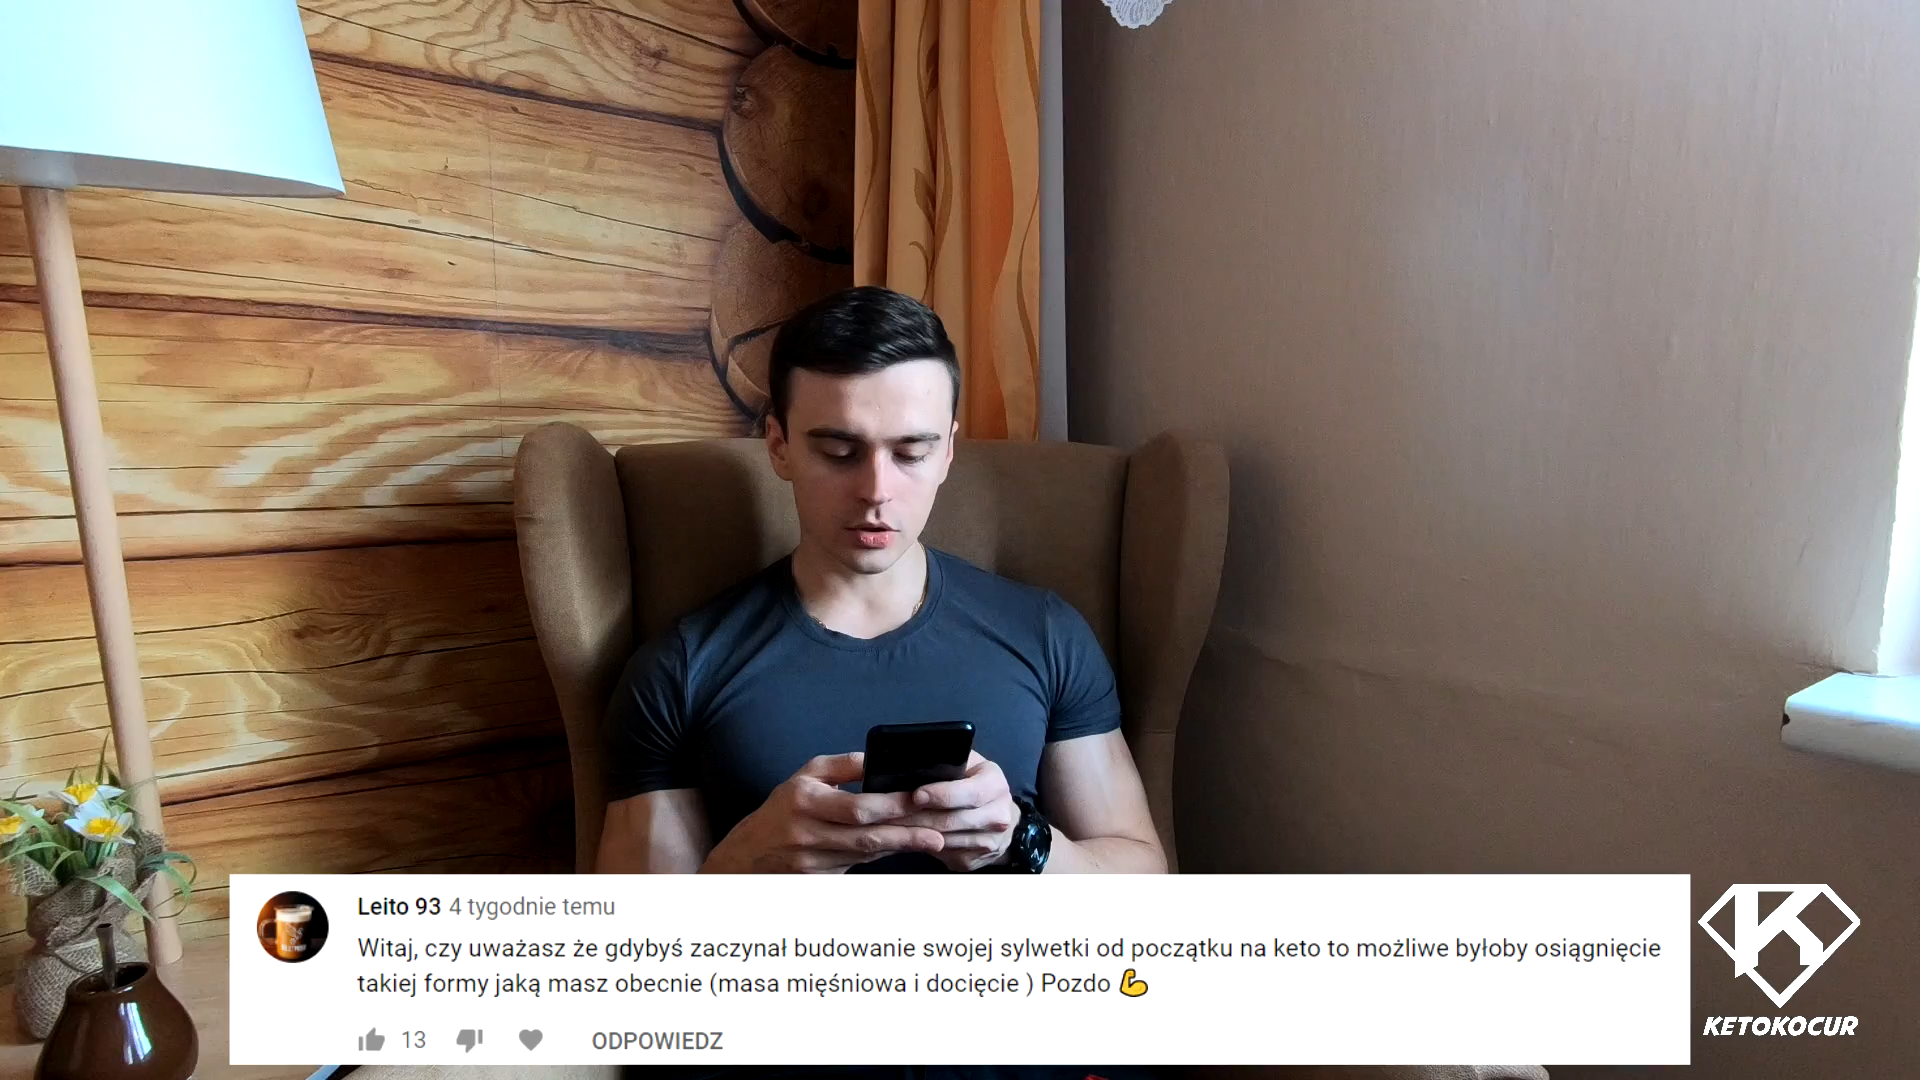 Leito 93 4 tygodnie temu
Witaj, czy uważasz że gdybyś zaczynał budowanie swojej sylwetki od początku na keto to możliwe byłoby osiągnięcie
takiej formy jaką masz obecnie (masa mięśniowa i docięcie ) Pozdo 💪
13 ODPOWIEDZ
KETOKOCUR